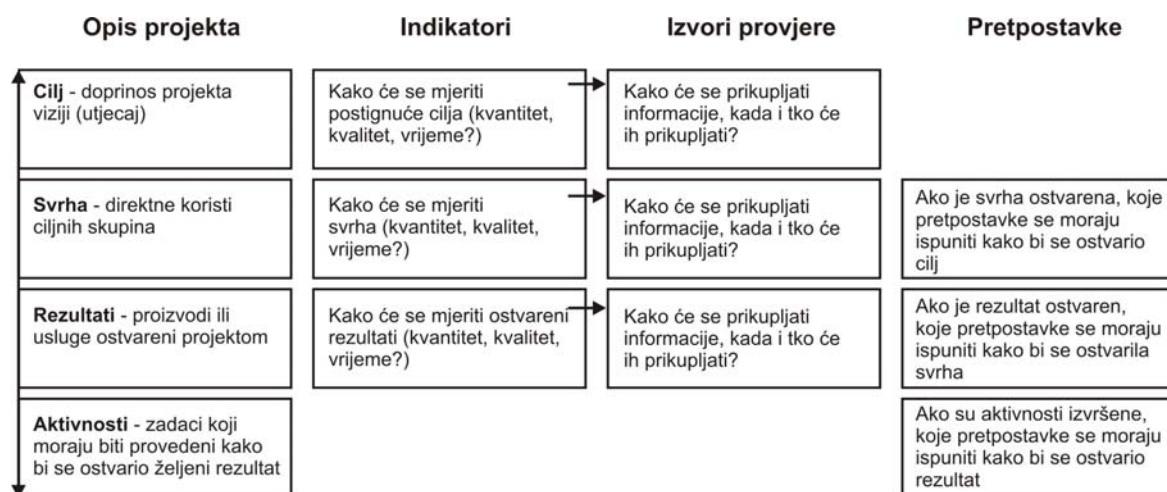 Opis projekta
Indikatori
Izvori provjere
Pretpostavke
Cilj - doprinos projekta
viziji (utjecaj)
Kako će se mjeriti
postignuće cilja (kvantitet,
kvalitet, vrijeme?)
Kako će se prikupljati
informacije, kada i tko će
ih prikupljati?
Svrha - direktne koristi
ciljnih skupina
Kako će se mjeriti
svrha (kvantitet, kvalitet,
vrijeme?)
Kako će se prikupljati
informacije, kada i tko će
ih prikupljati?
Ako je svrha ostvarena, koje
pretpostavke se moraju
ispuniti kako bi se ostvario
cilj
Rezultati - proizvodi ili
usluge ostvareni projektom
Kako će se mjeriti ostvareni
rezultati (kvantitet, kvalitet,
vrijeme?)
Kako će se prikupljati
informacije, kada i tko će
ih prikupljati?
Ako je rezultat ostvaren,
koje pretpostavke se moraju
ispuniti kako bi se ostvarila
svrha
Aktivnosti - zadaci koji
moraju biti provedeni kako
bi se ostvario željeni rezultat
Ako su aktivnosti izvršene,
koje pretpostavke se moraju
ispuniti kako bi se ostvario
rezultat